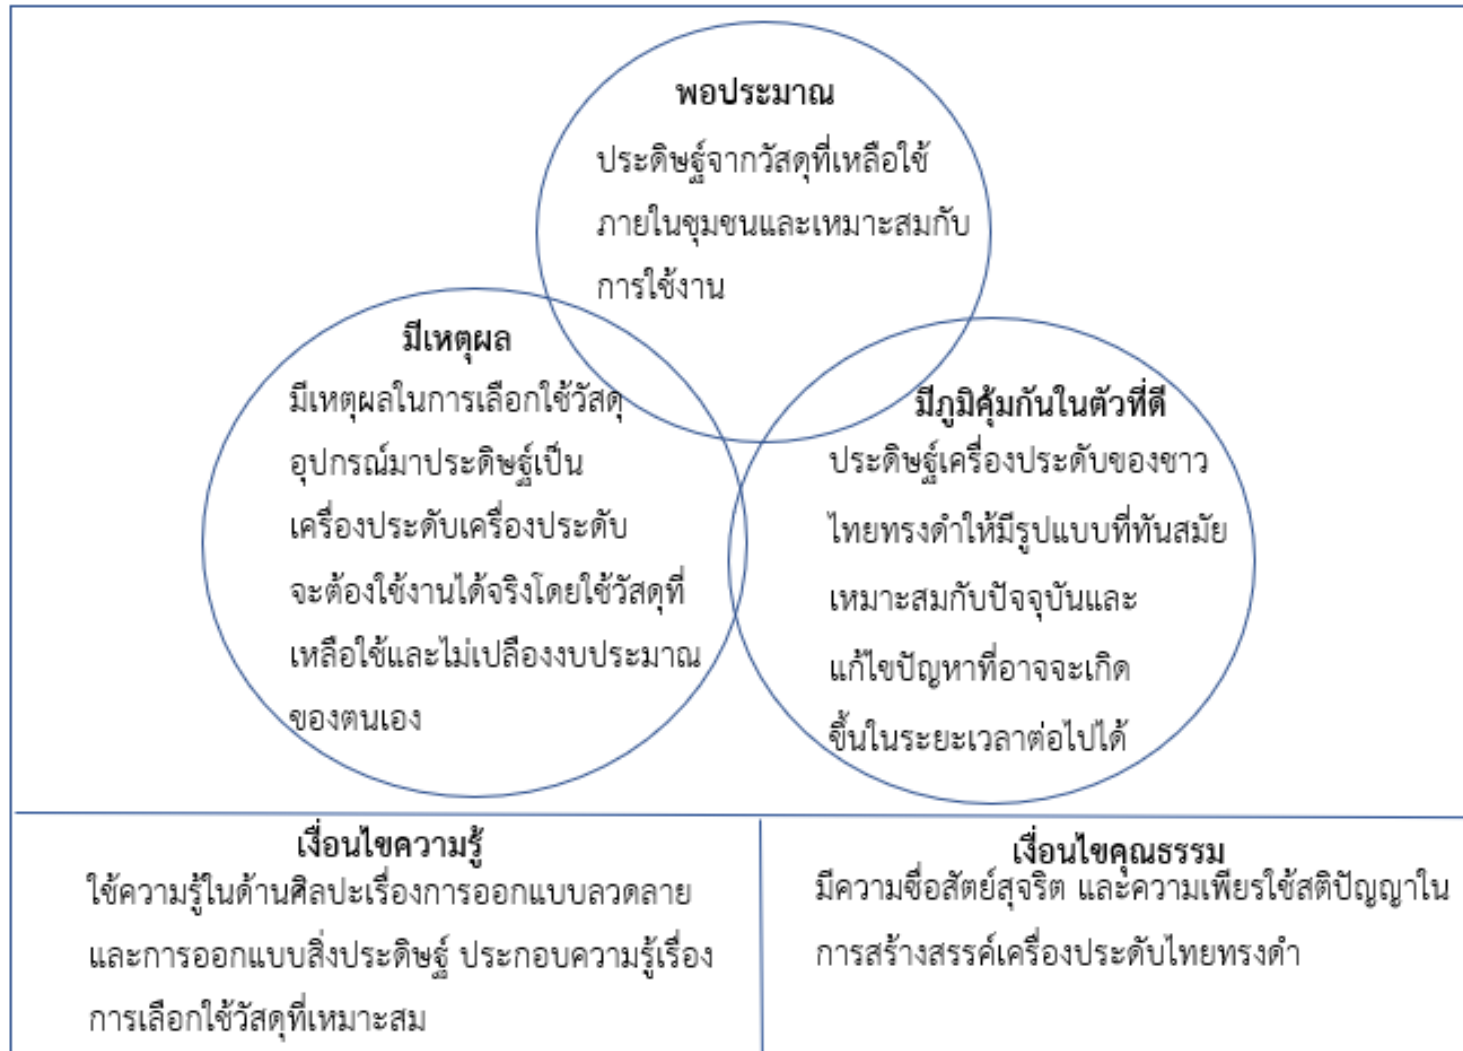 พอประมาณ
ประดิษฐ์จากวัสดุที่เหลือใช้
ภายในชุมชนและเหมาะสมกับ
การใช้งาน
มีเหตุผล
มีเหตุผลในการเลือกใช้วัสดุ
อุปกรณ์มาประดิษฐ์เป็น
เครื่องประดับเครื่องประดับ
จะต้องใช้งานได้จริงโดยใช้วัสดุที่
เหลือใช้และไม่เปลืองงบประมาณ
ของตนเอง
มีภูมิคุ้มกันในตัวที่ดี
ประดิษฐ์เครื่องประดับของชาว
ไทยทรงดำให้มีรูปแบบที่ทันสมัย
เหมาะสมกับปัจจุบันและ
แก้ไขปัญหาที่อาจจะเกิด
ขึ้นในระยะเวลาต่อไปได้
เงื่อนไขความรู้
ใช้ความรู้ในด้านศิลปะเรื่องการออกแบบลวดลาย
และการออกแบบสิ่งประดิษฐ์ ประกอบความรู้เรื่อง
การเลือกใช้วัสดุที่เหมาะสม
เงื่อนไขคุณธรรม
มีความซื่อสัตย์สุจริต และความเพียรใช้สติปัญญาใน
การสร้างสรรค์เครื่องประดับไทยทรงดำ